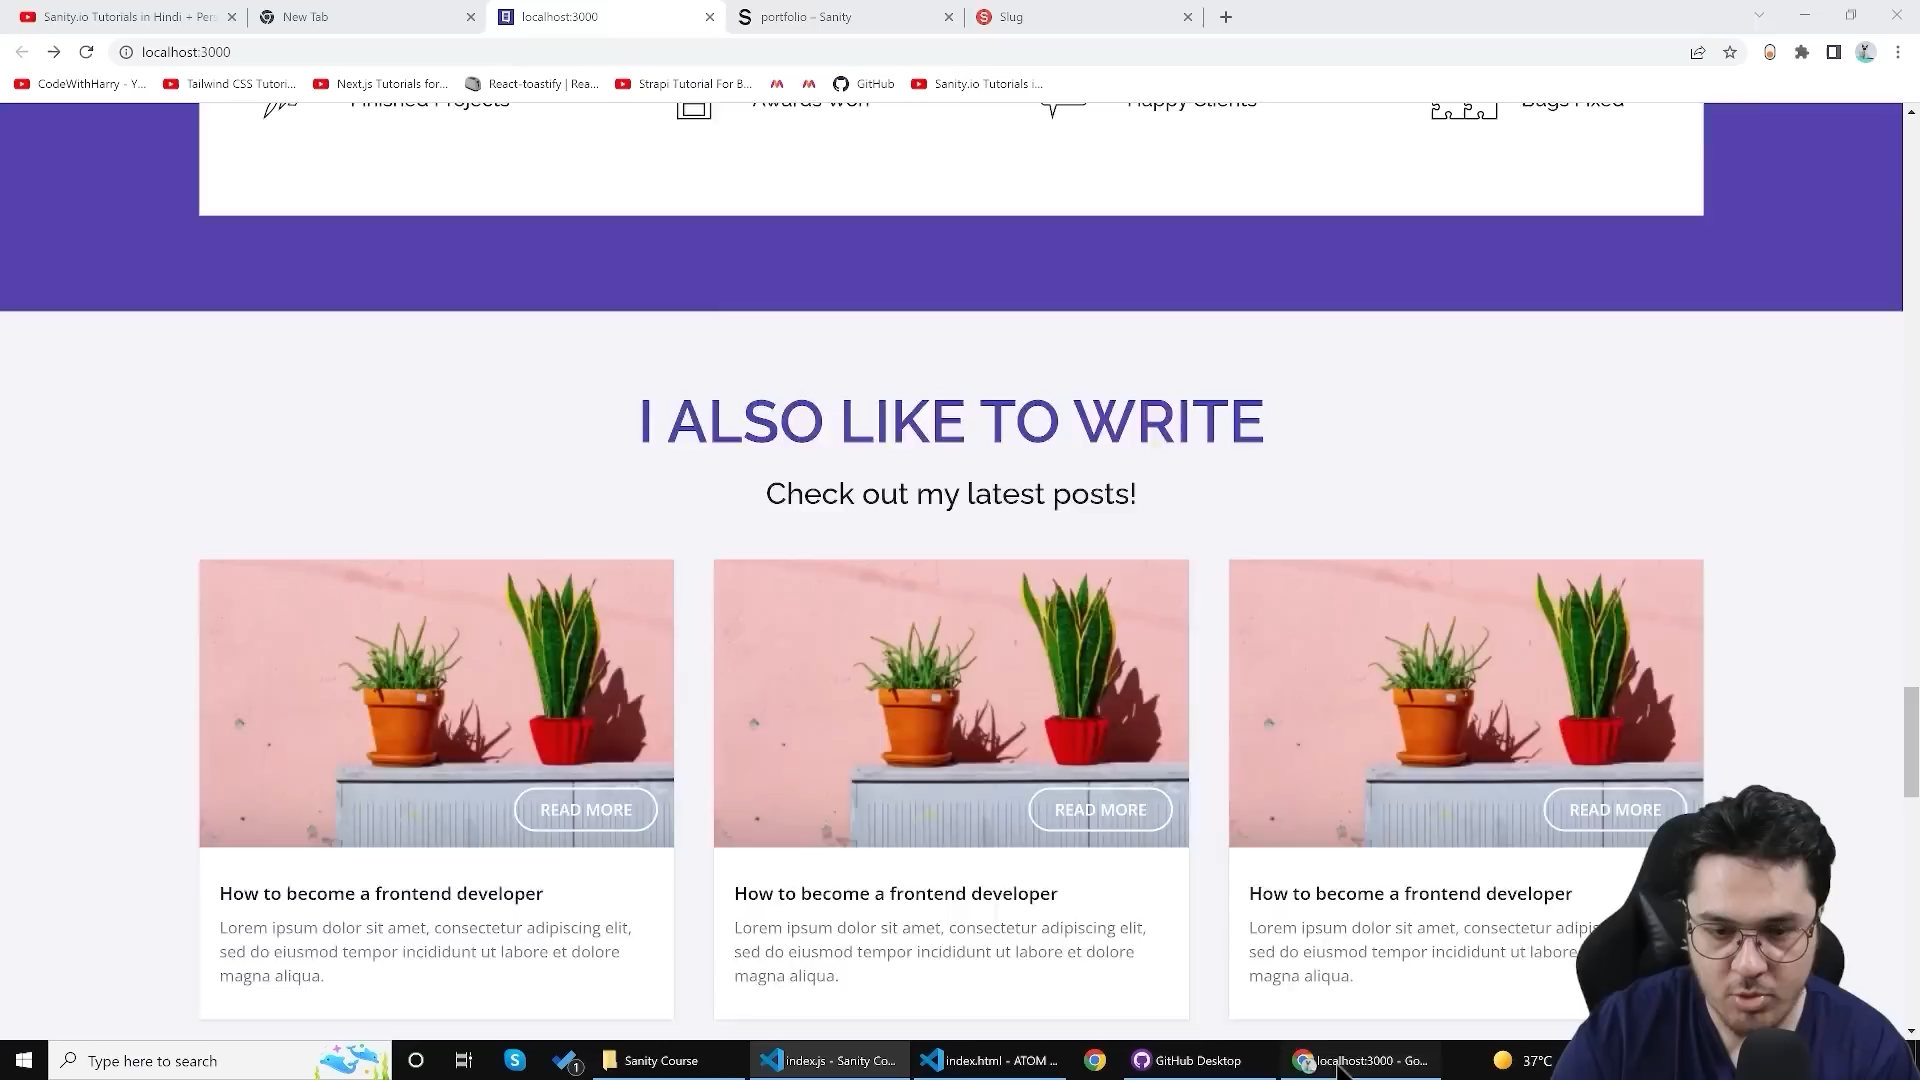 Sanity.io Tutorials in Hindi + Pers
New Tab
localhost:3000
portfolio – Sanity
Slug
localhost:3000
CodeWithHarry - Y...
Tailwind CSS Tutori...
Next.js Tutorials for...
React-toastify | Rea...
Strapi Tutorial For B...
GitHub
Sanity.io Tutorials i...
Finished Projects
Awards Won
Happy Clients
Bugs Fixed
I ALSO LIKE TO WRITE
Check out my latest posts!
READ MORE
READ MORE
READ MORE
How to become a frontend developer
Lorem ipsum dolor sit amet, consectetur adipiscing elit,
sed do eiusmod tempor incididunt ut labore et dolore
magna aliqua.
How to become a frontend developer
Lorem ipsum dolor sit amet, consectetur adipiscing elit,
sed do eiusmod tempor incididunt ut labore et dolore
magna aliqua.
How to become a frontend developer
Lorem ipsum dolor sit amet, consectetur adipis
sed do eiusmod tempor incididunt ut labore
magna aliqua.
Type here to search
1
Sanity Course
index.js - Sanity Co...
index.html - ATOM ...
GitHub Desktop
localhost:3000 - Go...
37°C